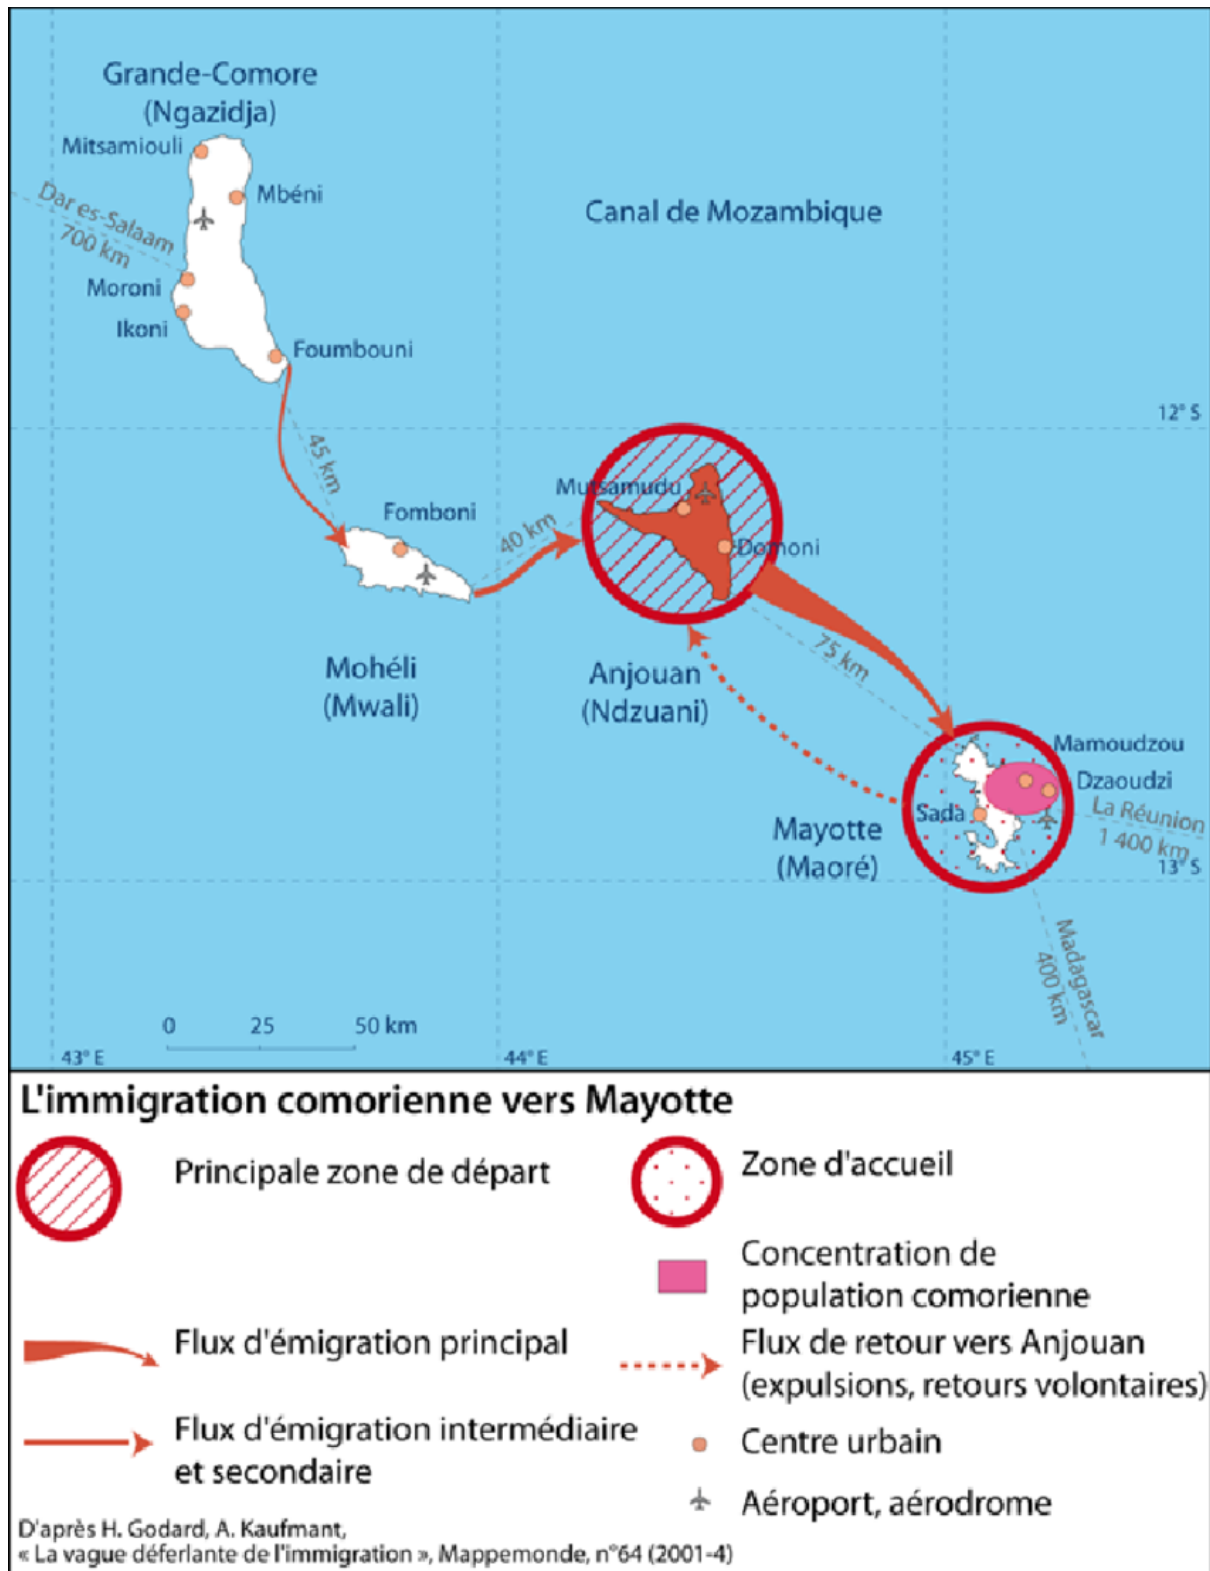 Grande-Comore
(Ngazidja)
Mitsamiouli
Mbéni
Dar es-Salaam
700 km
Moroni
Ikoni
Foumbouni
Canal de Mozambique
12° S
45 km
Fomboni
40 km
Mutsamudu
Domoni
Mohéli
(Mwali)
Anjouan
(Ndzuani)
75 km
Mamoudzou
Dzaoudzi
Sada
La Réunion
1 400 km
Mayotte
(Maoré)
13° S
Madagascar
400 km
0 25 50 km
43° E 44° E 45° E
L'immigration comorienne vers Mayotte
Principale zone de départ
Zone d'accueil
Concentration de
population comorienne
Flux d'émigration principal
Flux de retour vers Anjouan
(expulsions, retours volontaires)
Flux d'émigration intermédiaire
et secondaire
Centre urbain
Aéroport, aérodrome
D'après H. Godard, A. Kaufmant,
« La vague déferlante de l'immigration », Mappemonde, n°64 (2001-4)